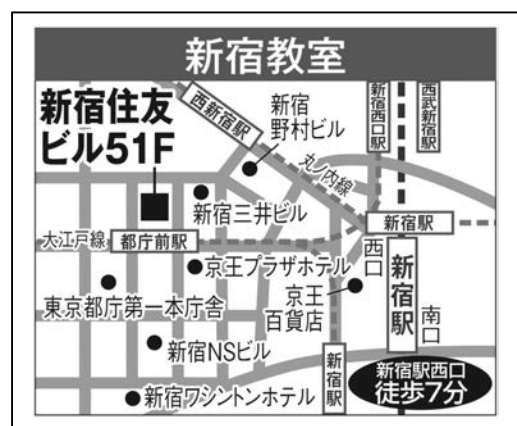 新宿教室
新宿住友
ビル51F
西新宿駅
新宿
野村ビル
新宿西口駅
西武新宿駅
丸ノ内線
新宿三井ビル
新宿駅
大江戸線
都庁前駅
西口
京王プラザホテル
新宿駅
東京都庁第一本庁舎
京王
百貨店
南口
新宿NSビル
新宿駅
新宿駅西口
徒歩7分
新宿ワシントンホテル